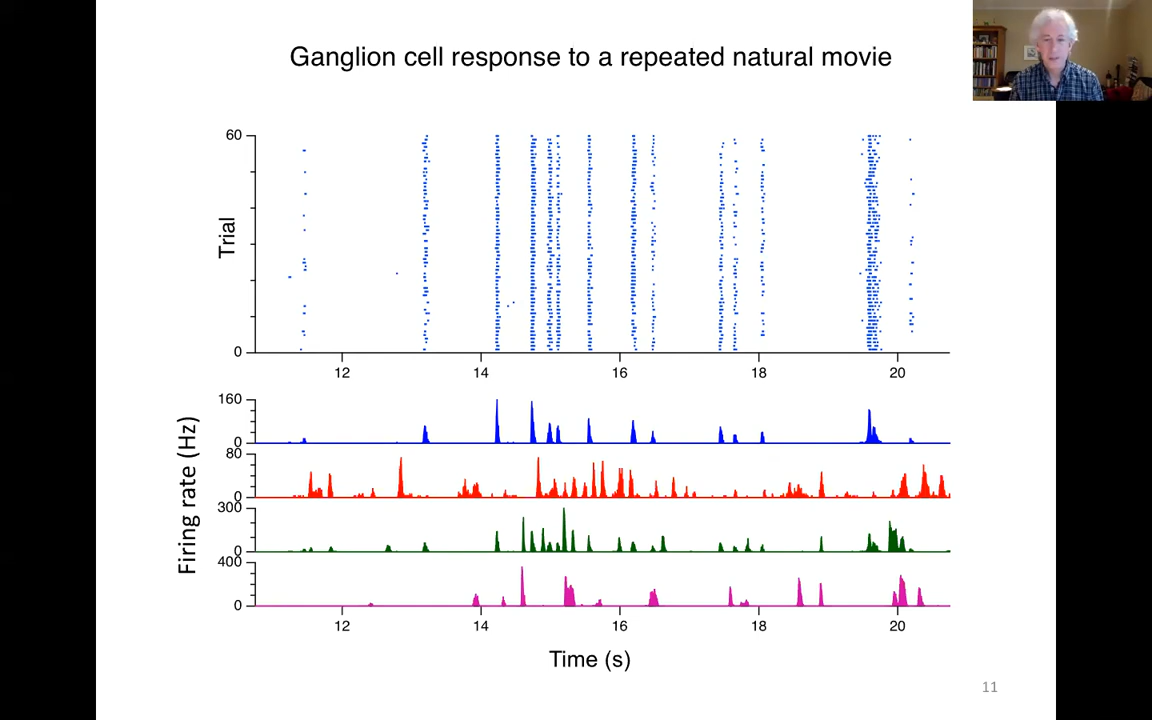 Ganglion cell response to a repeated natural movie
60
Trial
0
12 14 16 18 20
160
0
80
0
300
0
400
0
Firing rate (Hz)
12 14 16 18 20
Time (s)
11